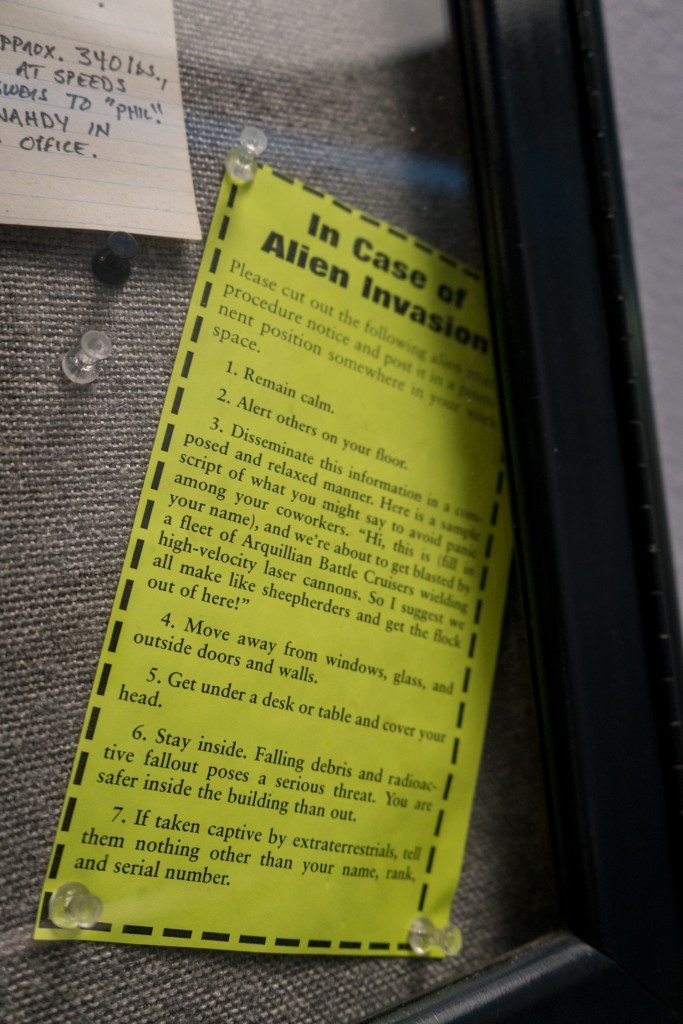 APPROX. 340 lbs.,
AT SPEEDS
TO "PHIL!!
IN
OFFICE.
In Case of
Alien Invasion
Please cut out the following alien
procedure notice and post it in a
nent position somewhere in your work
space.
1. Remain calm.
2. Alert others on your floor.
3. Disseminate this information in a com-
posed and relaxed manner. Here is a sample
script of what you might say to avoid panic
among your coworkers. "Hi, this is (fill in
your name), and we're about to get blasted by
a fleet of Arquillian Battle Cruisers wielding
high-velocity laser cannons. So I suggest we
all make like sheepherders and get the flock
out of here!"
4. Move away from windows, glass, and
outside doors and walls.
5. Get under a desk or table and cover your
head.
6. Stay inside. Falling debris and radioac-
tive fallout poses a serious threat. You are
safer inside the building than out.
7. If taken captive by extraterrestrials, tell
them nothing other than your name, rank,
and serial number.